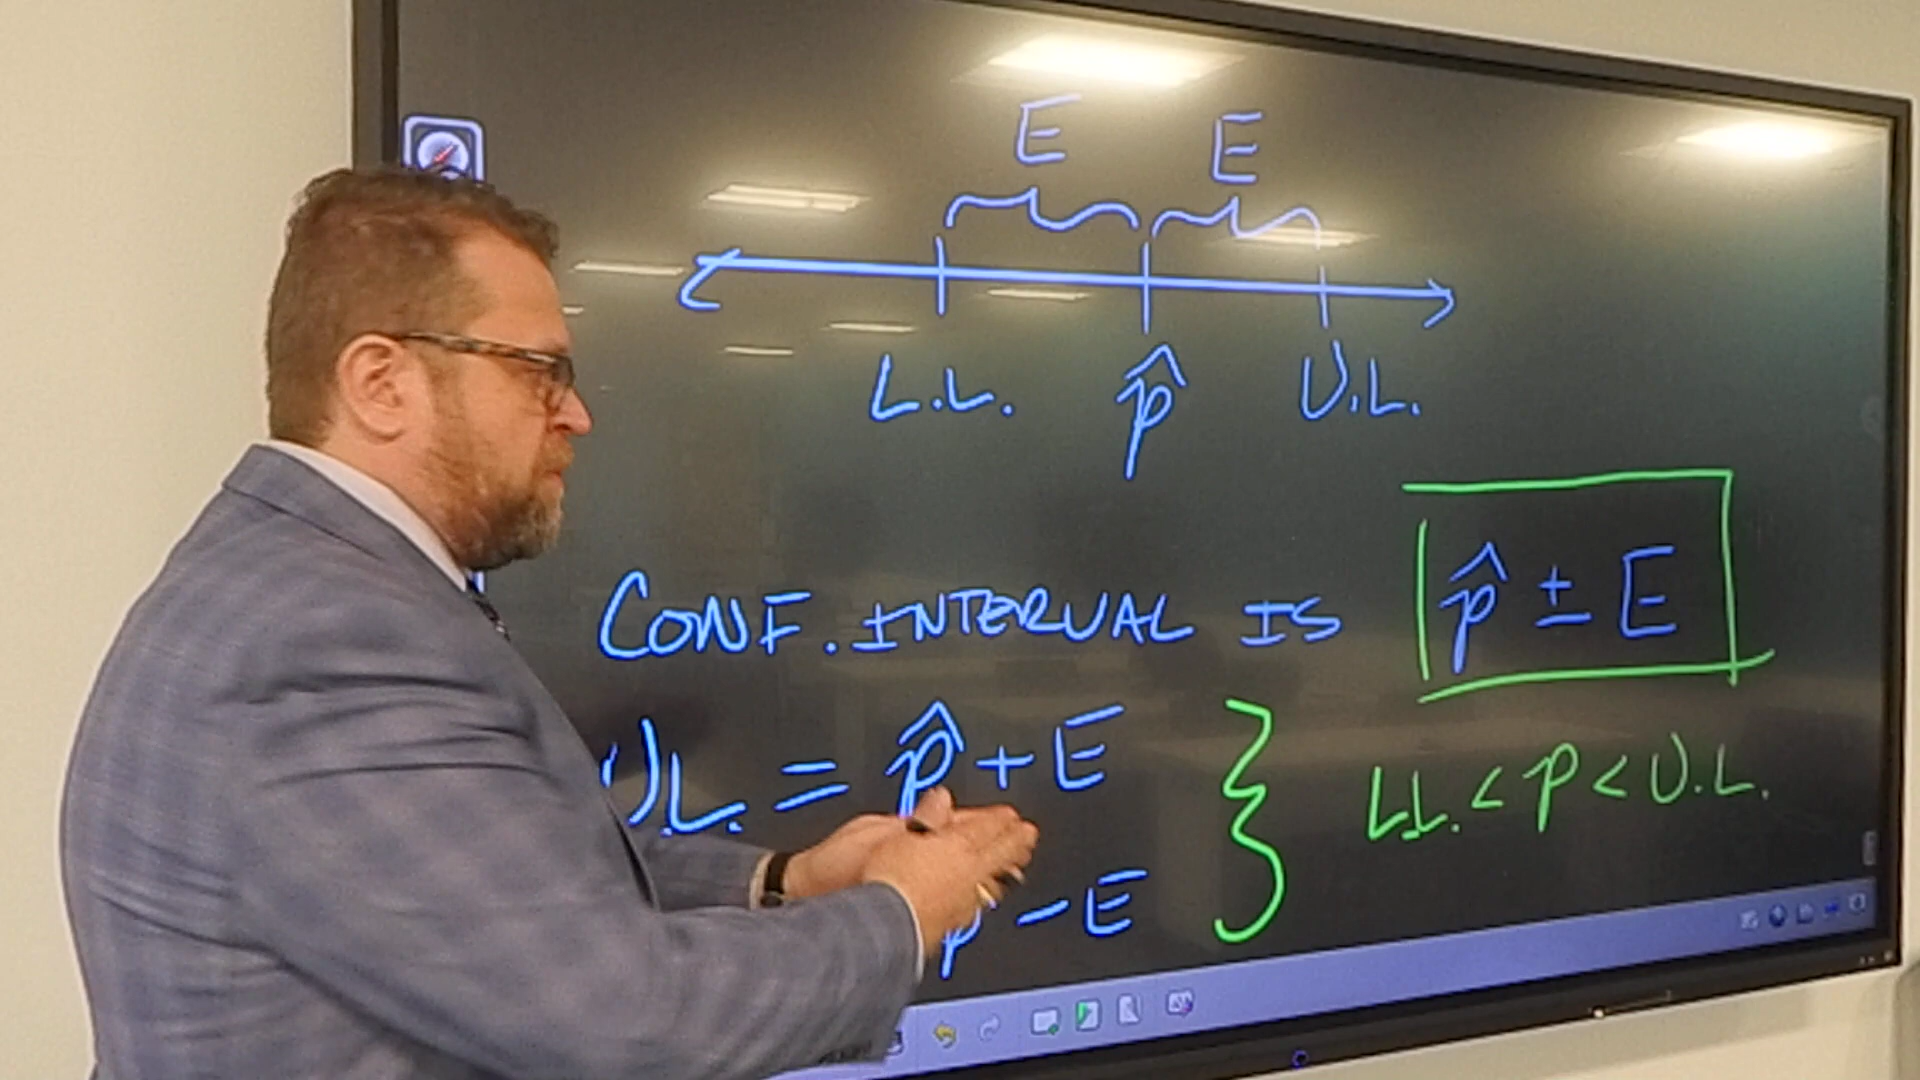 E E
L.L. p̂ U.L.
CONF. INTERVAL IS p̂ ± E
U.L. = p̂ + E
L.L. < p < U.L.
p - E